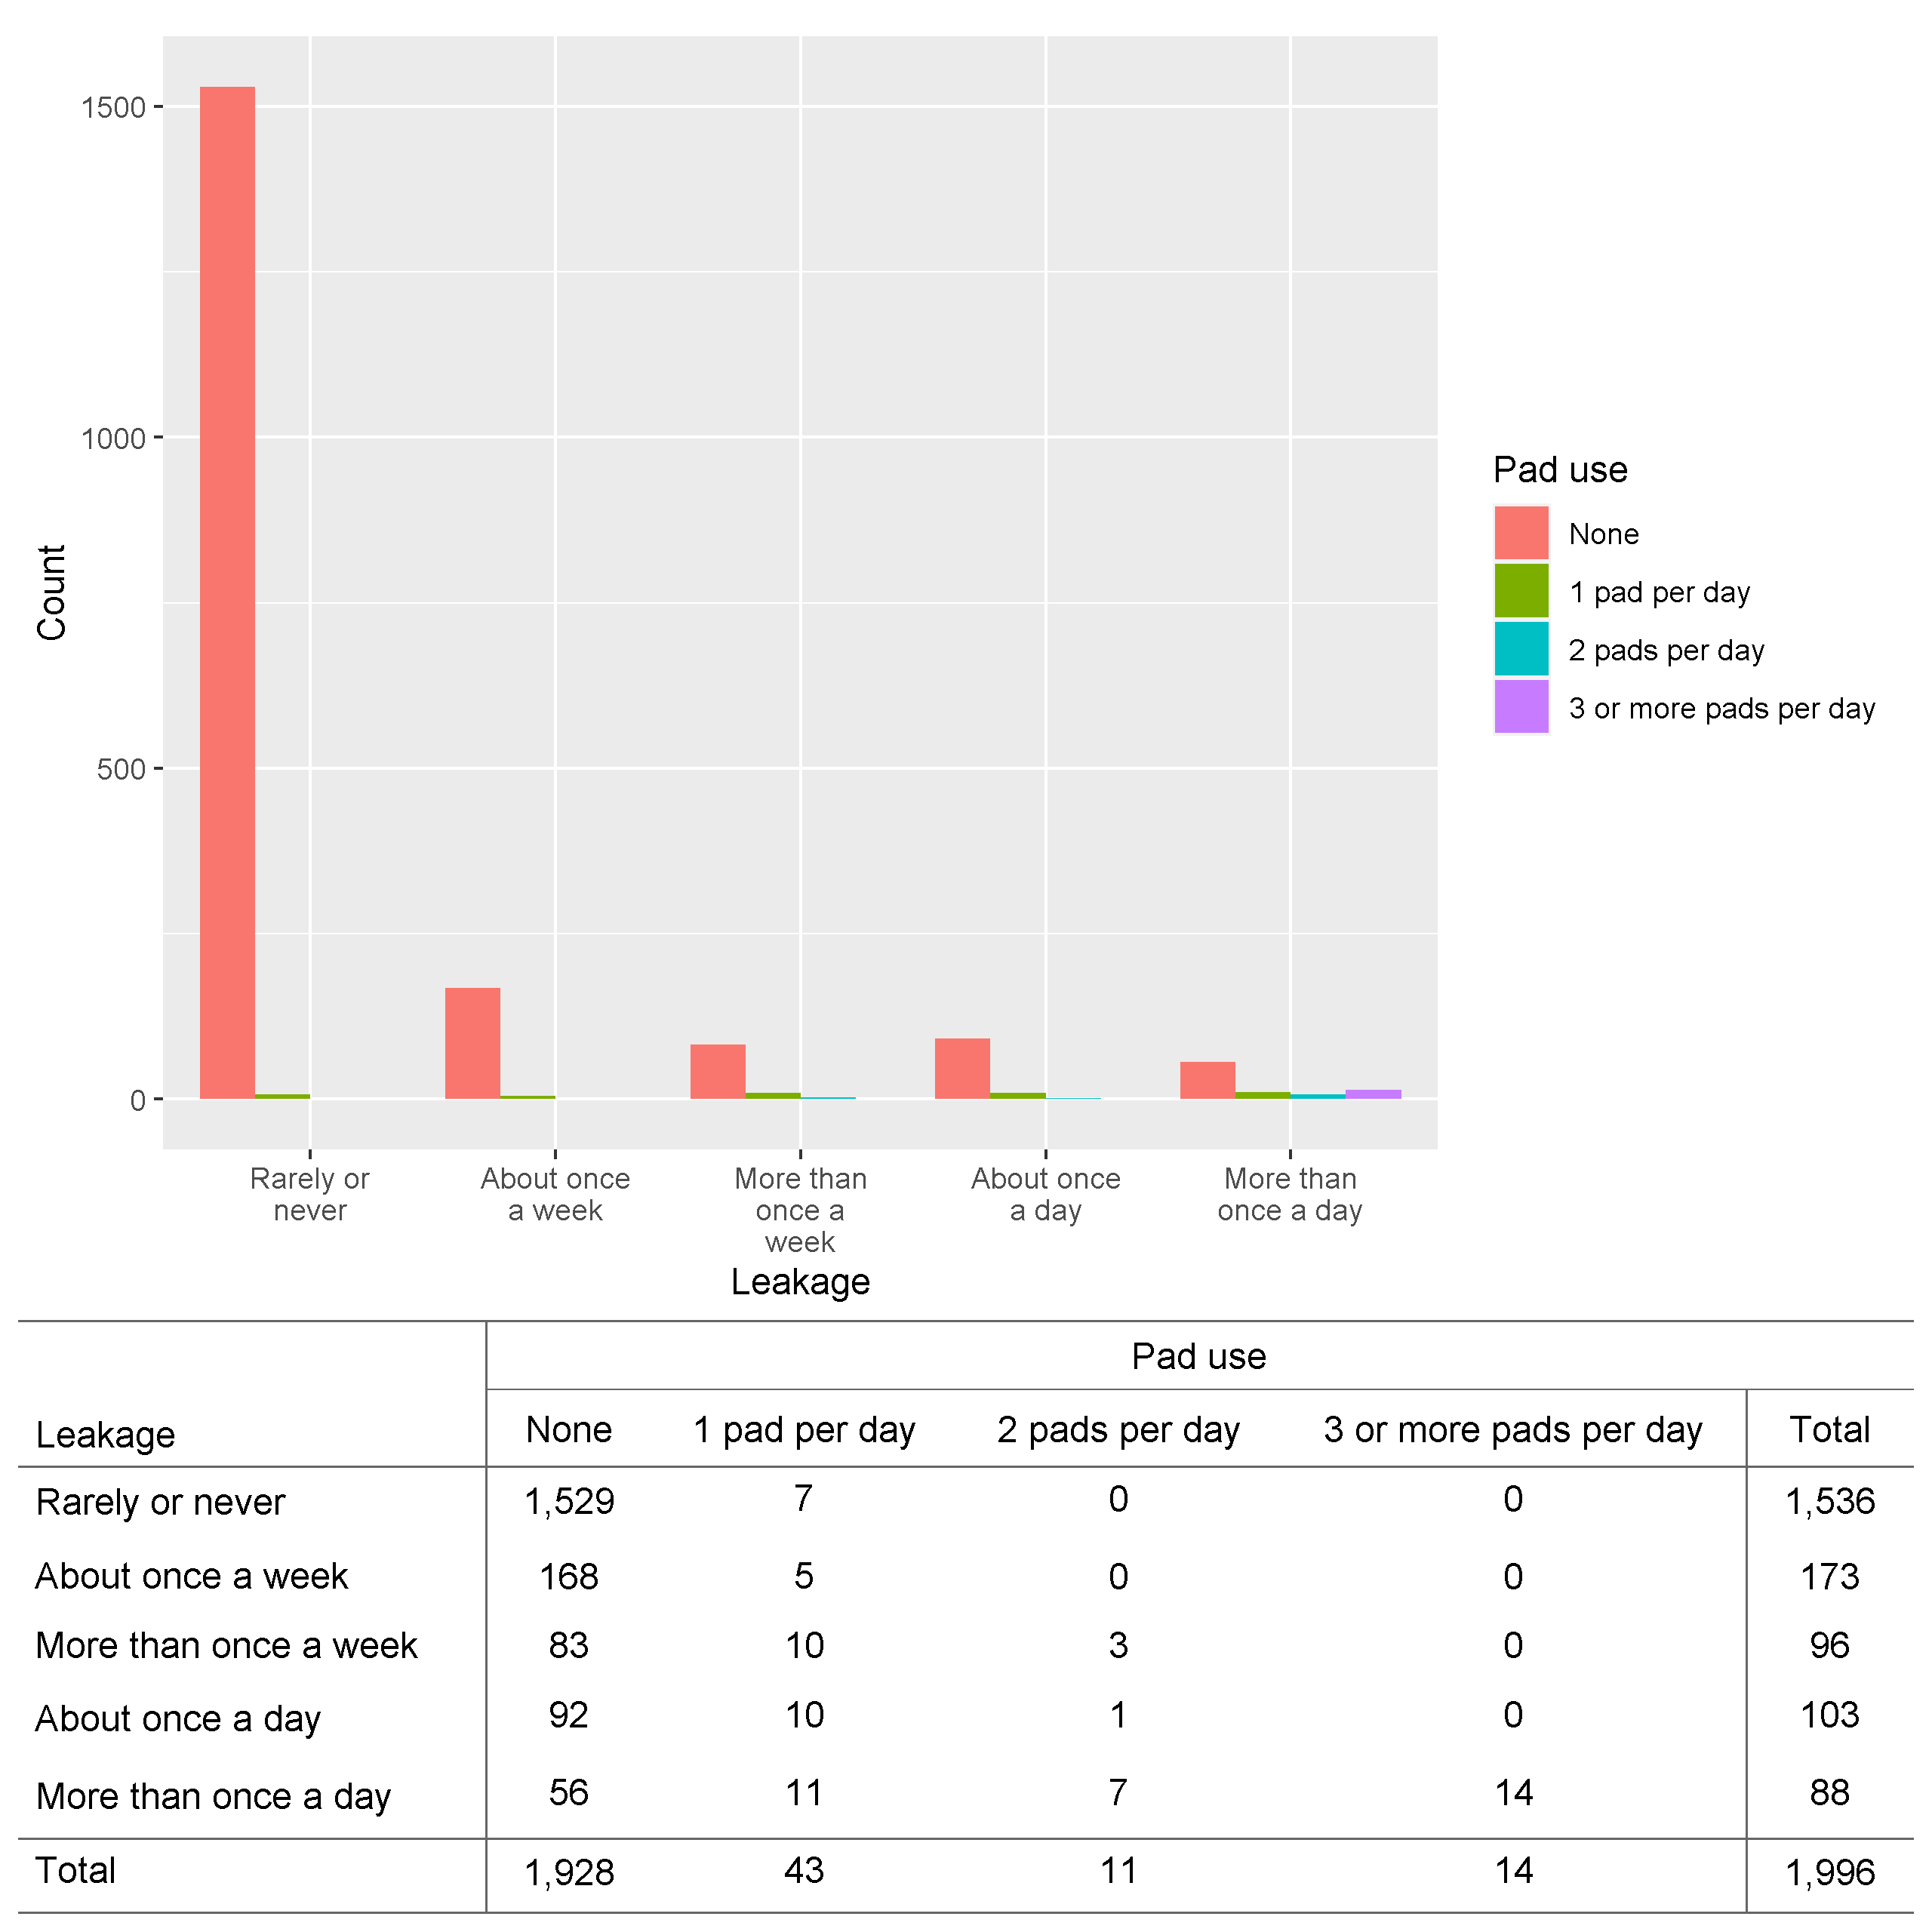 1500
1000
500
0
Count
Rarely or
never
About once
a week
More than
once a
week
About once
a day
More than
once a day
Leakage
Pad use
None
1 pad per day
2 pads per day
3 or more pads per day
Pad use
Leakage None 1 pad per day 2 pads per day 3 or more pads per day Total
Rarely or never 1,529 7 0 0 1,536
About once a week 168 5 0 0 173
More than once a week 83 10 3 0 96
About once a day 92 10 1 0 103
More than once a day 56 11 7 14 88
Total 1,928 43 11 14 1,996